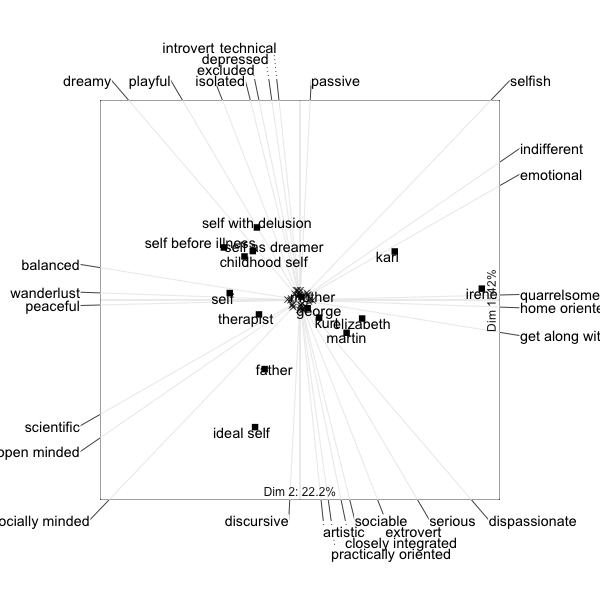 introvert technical
depressed
excluded
dreamy playful isolated passive selfish
indifferent
emotional
self with delusion
self before illness self as dreamer
childhood self karl
balanced
wanderlust self mother irene quarrelsome
peaceful therapist george home oriente
kurt elizabeth
martin get along wit
Dim 1: 42%
father
scientific ideal self
open minded
Dim 2: 22.2%
ocially minded discursive sociable serious dispassionate
artistic extrovert
closely integrated
practically oriented